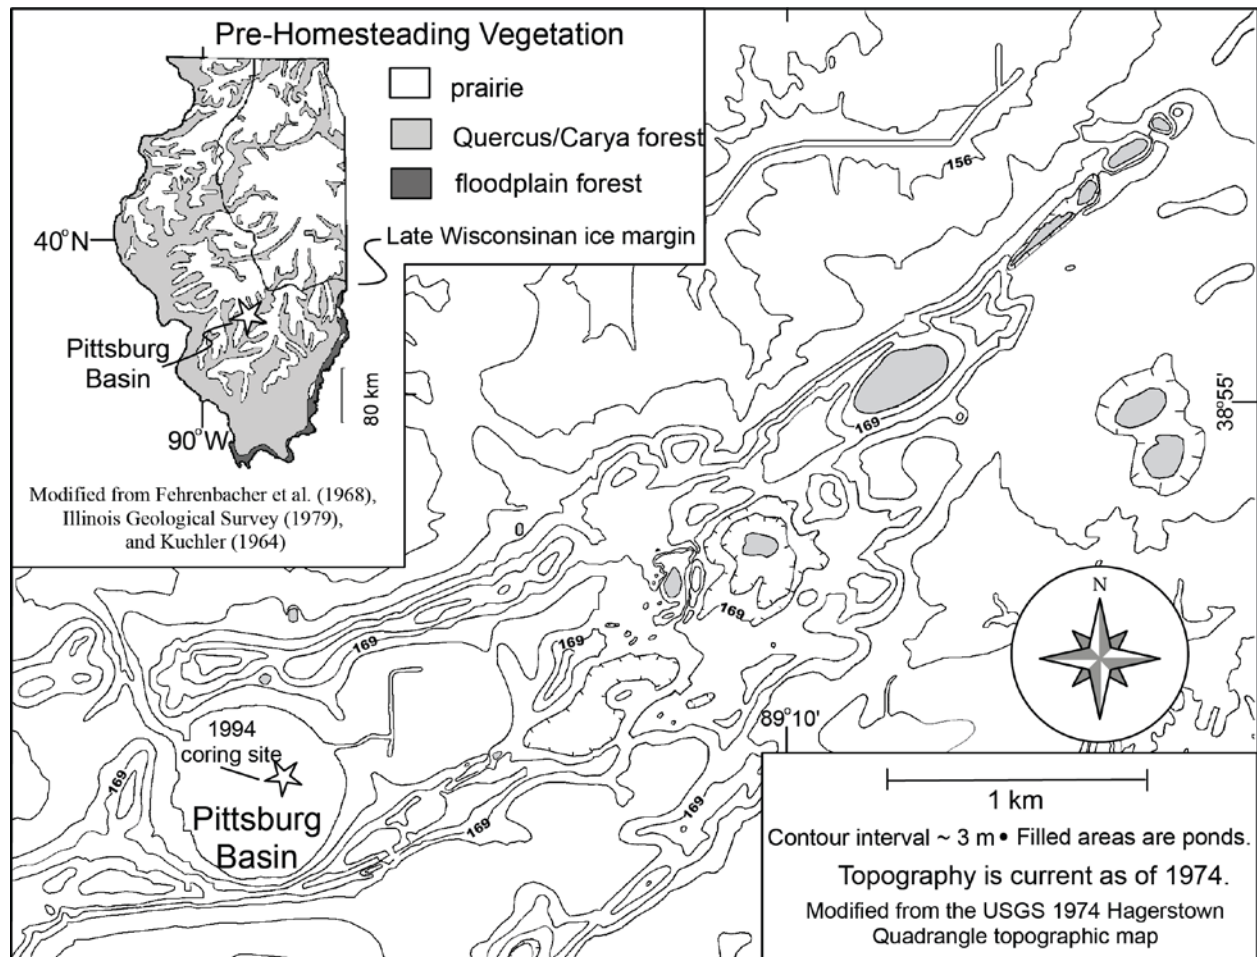 Pre-Homesteading Vegetation
prairie
Quercus/Carya forest
floodplain forest
Late Wisconsinan ice margin
40°N
Pittsburg
Basin
80 km
90°W
Modified from Fehrenbacher et al. (1968),
Illinois Geological Survey (1979),
and Kuchler (1964)
156
38°55'
169
169
169
169
N
1994
coring site
89°10'
169
Pittsburg
Basin
169
169
1 km
Contour interval ~ 3 m • Filled areas are ponds.
Topography is current as of 1974.
Modified from the USGS 1974 Hagerstown
Quadrangle topographic map